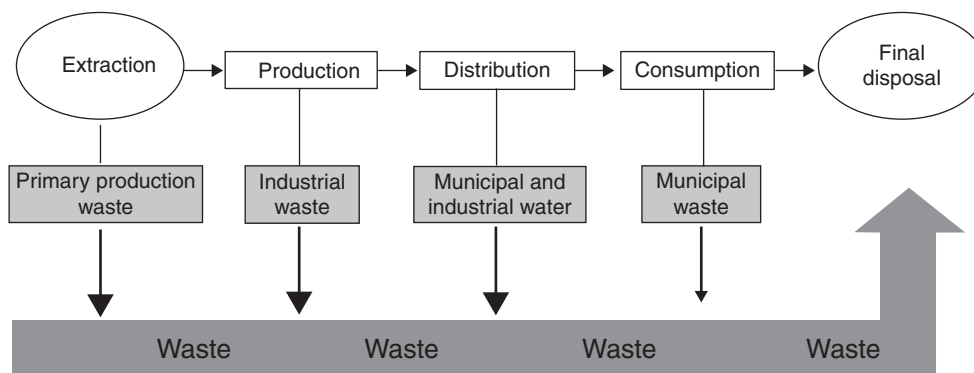 Extraction
Production
Distribution
Consumption
Final
disposal
Primary production
waste
Industrial
waste
Municipal and
industrial water
Municipal
waste
Waste
Waste
Waste
Waste